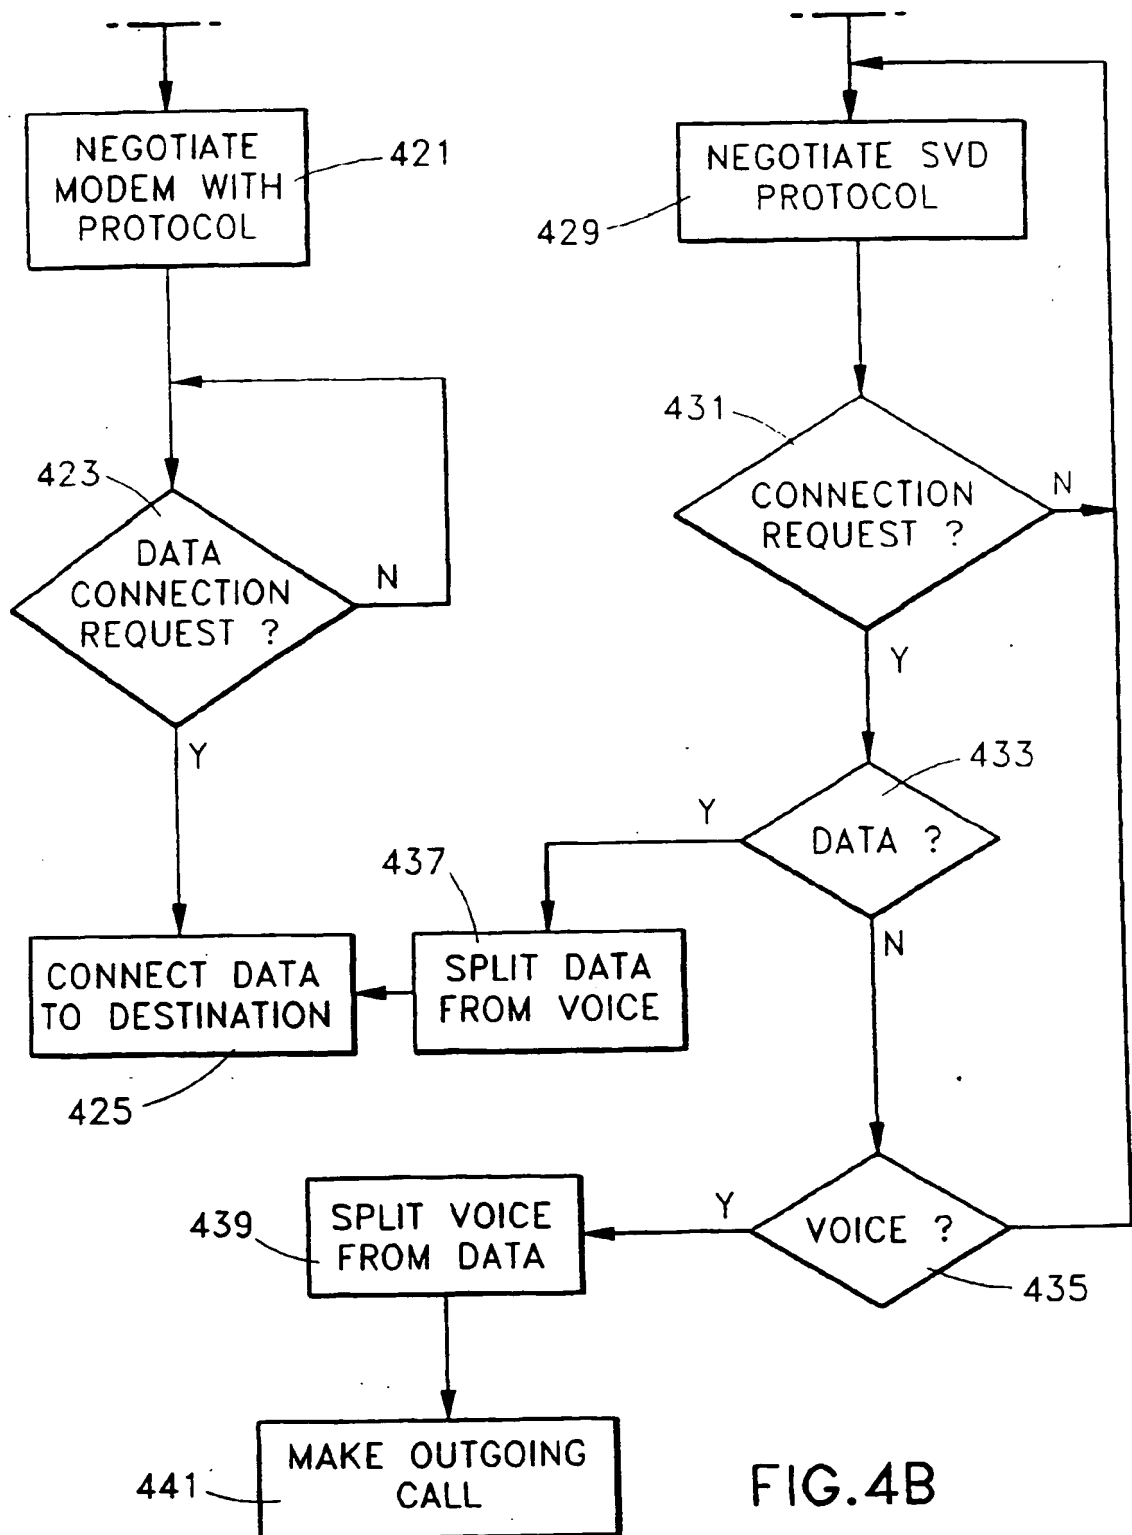 NEGOTIATE
MODEM WITH
PROTOCOL
421
NEGOTIATE SVD
PROTOCOL
429
431
CONNECTION
REQUEST ?
N
Y
423
DATA
CONNECTION
REQUEST ?
N
Y
433
DATA ?
Y
N
437
SPLIT DATA
FROM VOICE
CONNECT DATA
TO DESTINATION
425
VOICE ?
Y
435
439
SPLIT VOICE
FROM DATA
441
MAKE OUTGOING
CALL
FIG.4B